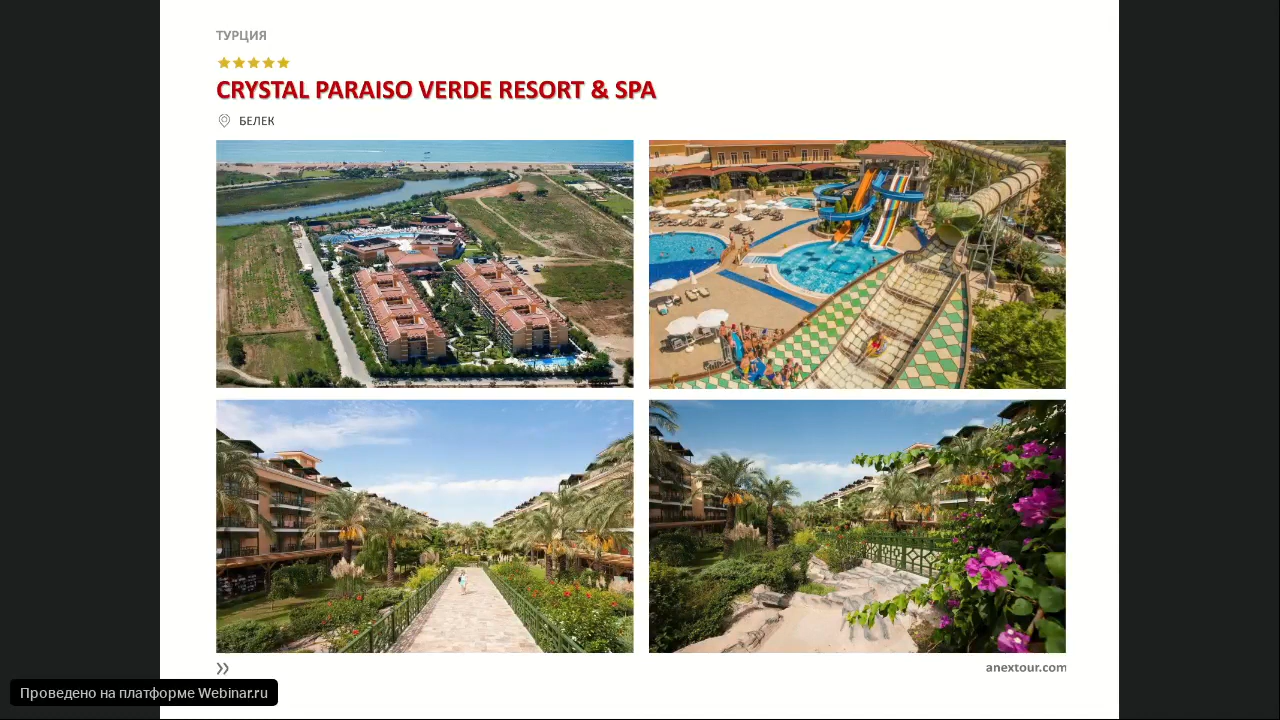 ТУРЦИЯ
CRYSTAL PARAISO VERDE RESORT & SPA
БЕЛЕК
anextour.com
Проведено на платформе Webinar.ru